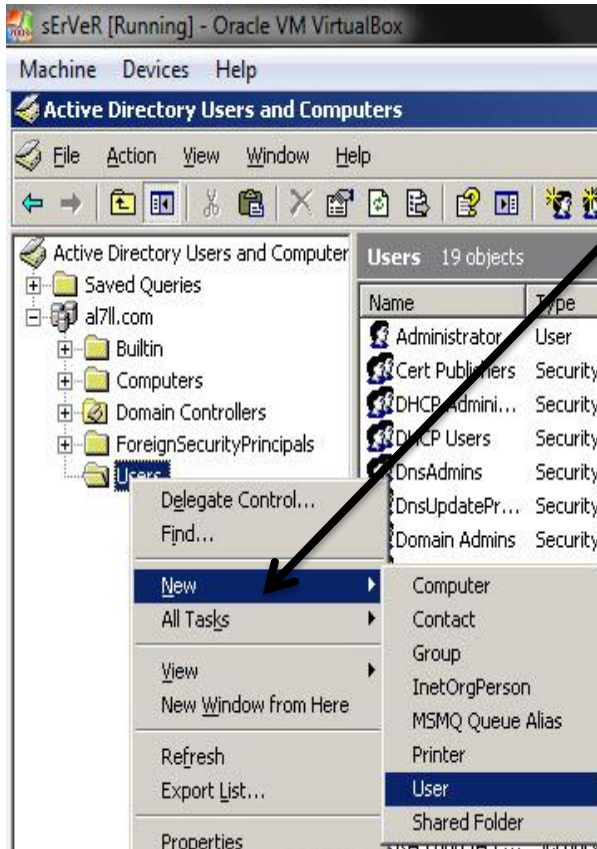 sErVeR [Running] - Oracle VM VirtualBox
Machine Devices Help
Active Directory Users and Computers
File Action View Window Help
Active Directory Users and Computer
Saved Queries
al7ll.com
Builtin
Computers
Domain Controllers
ForeignSecurityPrincipals
Users
Users 19 objects
Name Type
Administrator User
Cert Publishers Security
DHCP Admini... Security
DHCP Users Security
DnsAdmins Security
DnsUpdatePr... Security
Domain Admins Security
Delegate Control...
Find...
New
All Tasks
View
New Window from Here
Refresh
Export List...
Properties
Computer
Contact
Group
InetOrgPerson
MSMQ Queue Alias
Printer
User
Shared Folder